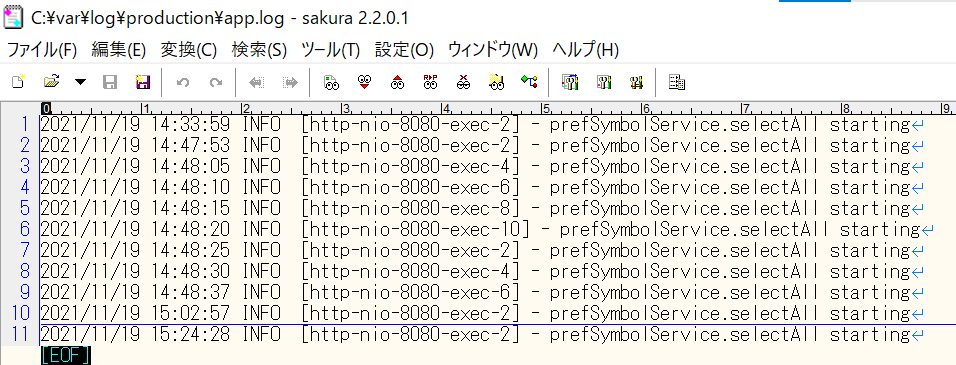 C:¥var¥log¥production¥app.log - sakura 2.2.0.1
ファイル(F) 編集(E) 変換(C) 検索(S) ツール(T) 設定(O) ウィンドウ(W) ヘルプ(H)
0 1 2 3 4 5 6 7 8 9
1 2021/11/19 14:33:59 INFO  [http-nio-8080-exec-2] - prefSymbolService.selectAll starting↵
2 2021/11/19 14:47:53 INFO  [http-nio-8080-exec-2] - prefSymbolService.selectAll starting↵
3 2021/11/19 14:48:05 INFO  [http-nio-8080-exec-4] - prefSymbolService.selectAll starting↵
4 2021/11/19 14:48:10 INFO  [http-nio-8080-exec-6] - prefSymbolService.selectAll starting↵
5 2021/11/19 14:48:15 INFO  [http-nio-8080-exec-8] - prefSymbolService.selectAll starting↵
6 2021/11/19 14:48:20 INFO  [http-nio-8080-exec-10] - prefSymbolService.selectAll starting↵
7 2021/11/19 14:48:25 INFO  [http-nio-8080-exec-2] - prefSymbolService.selectAll starting↵
8 2021/11/19 14:48:30 INFO  [http-nio-8080-exec-4] - prefSymbolService.selectAll starting↵
9 2021/11/19 14:48:37 INFO  [http-nio-8080-exec-6] - prefSymbolService.selectAll starting↵
10 2021/11/19 15:02:57 INFO  [http-nio-8080-exec-2] - prefSymbolService.selectAll starting↵
11 2021/11/19 15:24:28 INFO  [http-nio-8080-exec-2] - prefSymbolService.selectAll starting↵
[EOF]